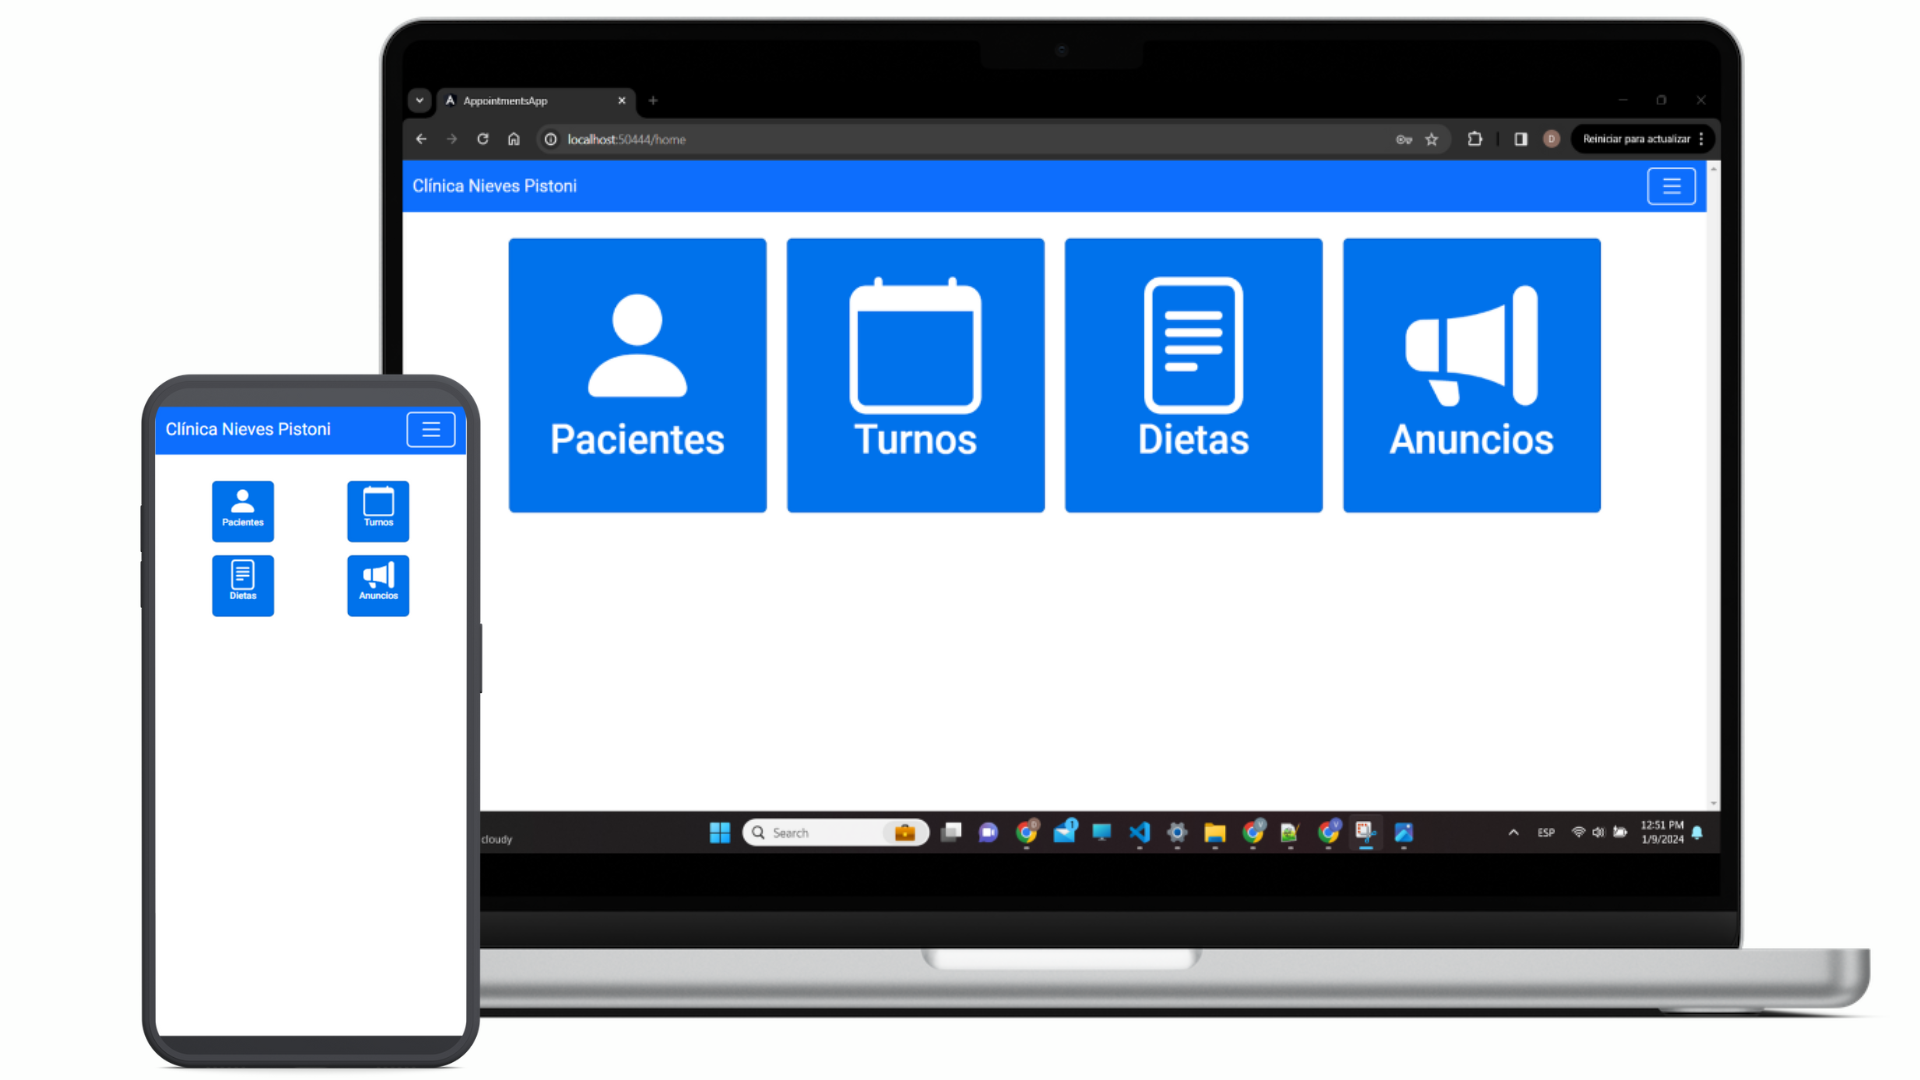 AppointmentsApp
localhost:50444/home
Reiniciar para actualizar
Clínica Nieves Pistoni
Pacientes
Turnos
Dietas
Anuncios
Clínica Nieves Pistoni
Pacientes
Turnos
Dietas
Anuncios
cloudy
Search
ESP
12:51 PM
1/9/2024